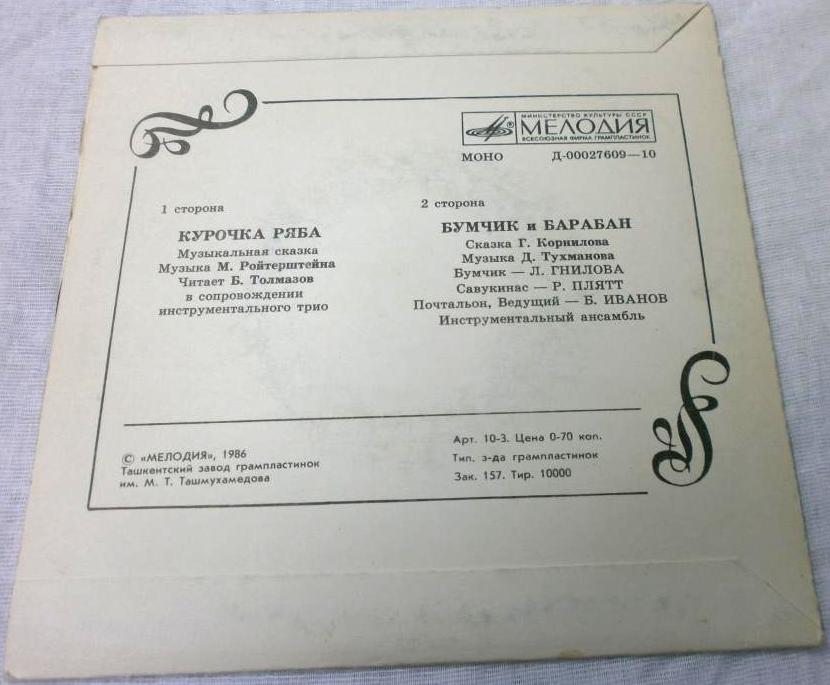 МИНИСТЕРСТВО КУЛЬТУРЫ СССР
МЕЛОДИЯ
ВСЕСОЮЗНАЯ ФИРМА ГРАМПЛАСТИНОК
МОНО Д-00027609—10
1 сторона
КУРОЧКА РЯБА
Музыкальная сказка
Музыка М. Ройтерштейна
Читает Б. Толмазов
в сопровождении
инструментального трио
2 сторона
БУМЧИК и БАРАБАН
Сказка Г. Корнилова
Музыка Д. Тухманова
Бумчик — Л. ГНИЛОВА
Савукинас — Р. ПЛЯТТ
Почтальон, Ведущий — Б. ИВАНОВ
Инструментальный ансамбль
© «МЕЛОДИЯ», 1986
Ташкентский завод грампластинок
им. М. Т. Ташмухамедова
Арт. 10-3. Цена 0-70 коп.
Тип. з-да грампластинок
Зак. 157. Тир. 10000